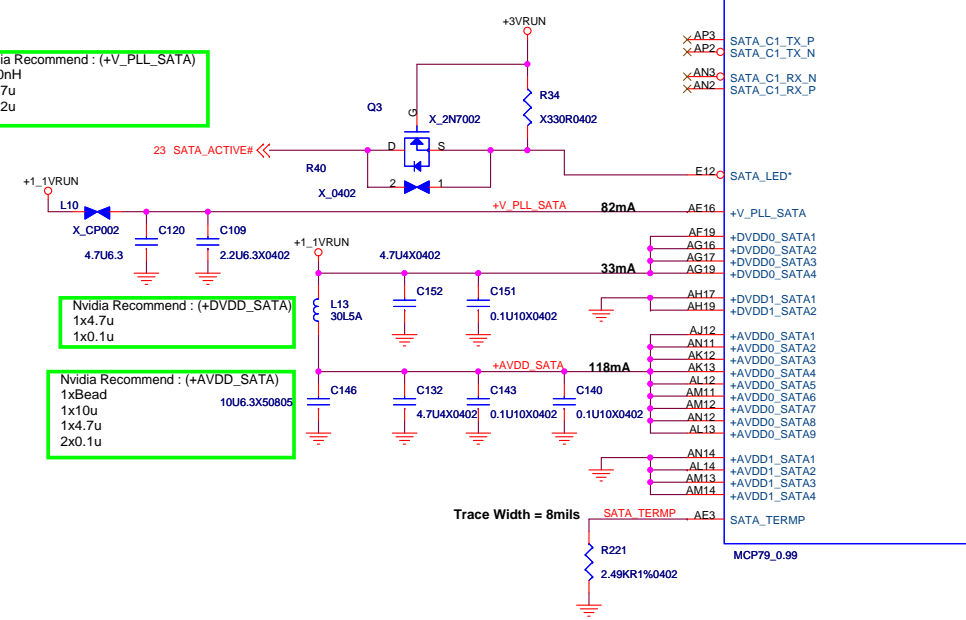 +3VRUN
AP3 SATA_C1_TX_P
AP2 SATA_C1_TX_N
AN3 SATA_C1_RX_N
AN2 SATA_C1_RX_P
Recommend : (+V_PLL_SATA)
R34
X330R0402
Q3
G
X_2N7002
D
S
23 SATA_ACTIVE#
R40
2
1
X_0402
E12 SATA_LED*
+1_1VRUN
L10
X_CP002
+V_PLL_SATA
82mA
AE16 +V_PLL_SATA
C120
4.7U6.3
C109
2.2U6.3X0402
+1_1VRUN
4.7U4X0402
33mA
AF19 +DVDD0_SATA1
AG16 +DVDD0_SATA2
AG17 +DVDD0_SATA3
AG19 +DVDD0_SATA4
Nvidia Recommend : (+DVDD_SATA)
1x4.7u
1x0.1u
L13
30L5A
C152
C151
0.1U10X0402
AH17 +DVDD1_SATA1
AH19 +DVDD1_SATA2
Nvidia Recommend : (+AVDD_SATA)
1xBead
1x10u
1x4.7u
2x0.1u
+AVDD_SATA
118mA
AJ12 +AVDD0_SATA1
AN11 +AVDD0_SATA2
AK12 +AVDD0_SATA3
AK13 +AVDD0_SATA4
AL12 +AVDD0_SATA5
AM11 +AVDD0_SATA6
AM12 +AVDD0_SATA7
AN12 +AVDD0_SATA8
AL13 +AVDD0_SATA9
C146
10U6.3X50805
C132
4.7U4X0402
C143
0.1U10X0402
C140
0.1U10X0402
AN14 +AVDD1_SATA1
AL14 +AVDD1_SATA2
AM13 +AVDD1_SATA3
AM14 +AVDD1_SATA4
Trace Width = 8mils
SATA_TERMP
AE3 SATA_TERMP
R221
2.49KR1%0402
MCP79_0.99